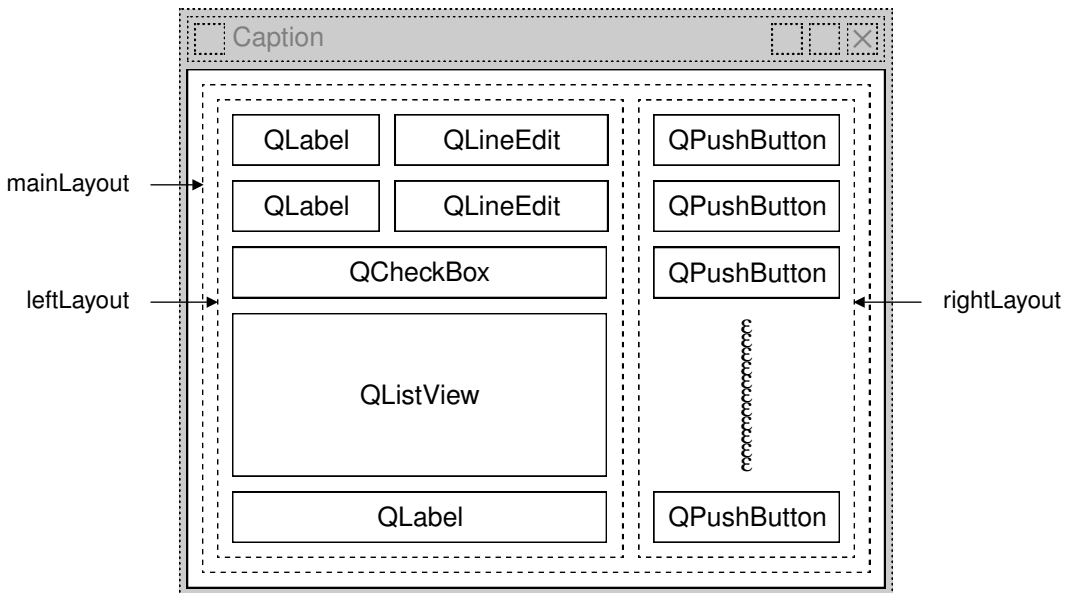 Caption
QLabel QLineEdit QPushButton
mainLayout
QLabel QLineEdit QPushButton
QCheckBox QPushButton
leftLayout
rightLayout
QListView
QLabel QPushButton